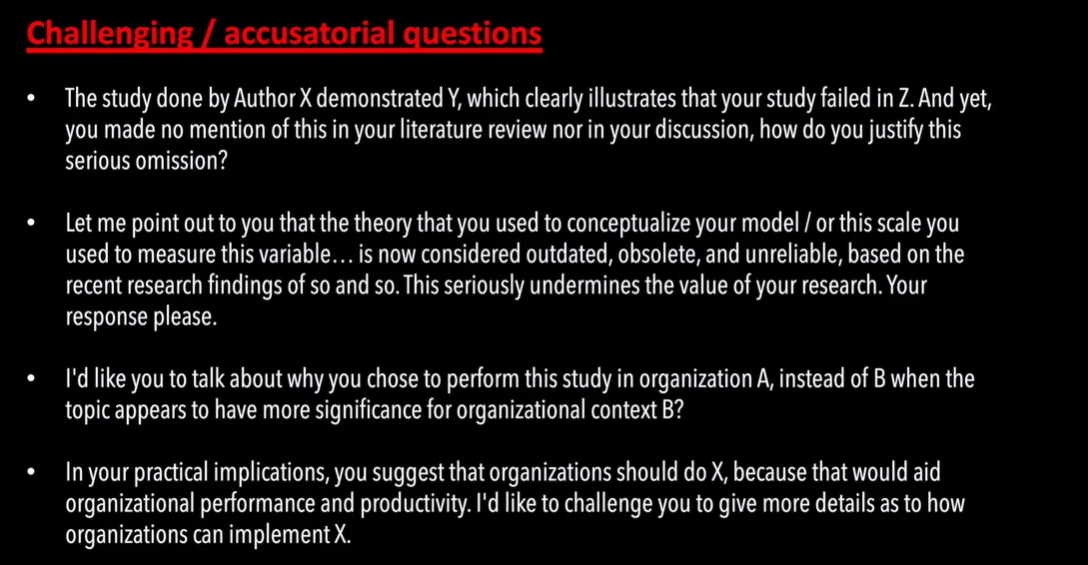 Challenging / accusatorial questions
• The study done by Author X demonstrated Y, which clearly illustrates that your study failed in Z. And yet,
you made no mention of this in your literature review nor in your discussion, how do you justify this
serious omission?
• Let me point out to you that the theory that you used to conceptualize your model / or this scale you
used to measure this variable… is now considered outdated, obsolete, and unreliable, based on the
recent research findings of so and so. This seriously undermines the value of your research. Your
response please.
• I'd like you to talk about why you chose to perform this study in organization A, instead of B when the
topic appears to have more significance for organizational context B?
• In your practical implications, you suggest that organizations should do X, because that would aid
organizational performance and productivity. I'd like to challenge you to give more details as to how
organizations can implement X.